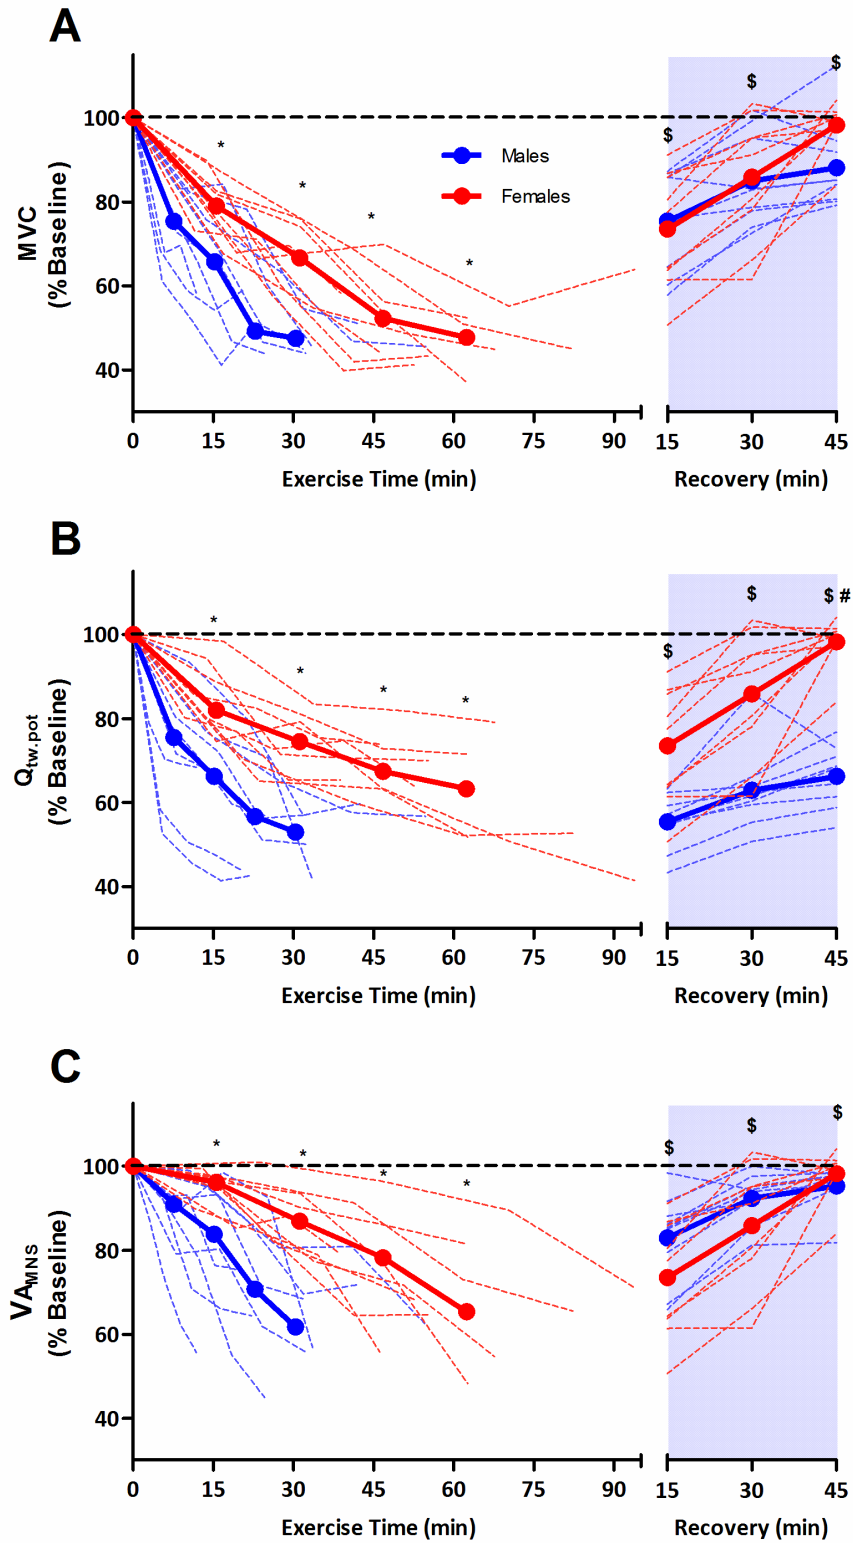 A
MVC
(%Baseline)
100
80
60
40
*
*
*
*
Males
Females
$
$
$
0 15 30 45 60 75 90
15 30 45
Exercise Time (min)
Recovery (min)
B
Qtw.pot
(% Baseline)
100
80
60
40
*
*
*
*
$
$
$ #
0 15 30 45 60 75 90
15 30 45
Exercise Time (min)
Recovery (min)
C
VAMNS
(% Baseline)
100
80
60
40
*
*
*
*
$
$
$
0 15 30 45 60 75 90
15 30 45
Exercise Time (min)
Recovery (min)